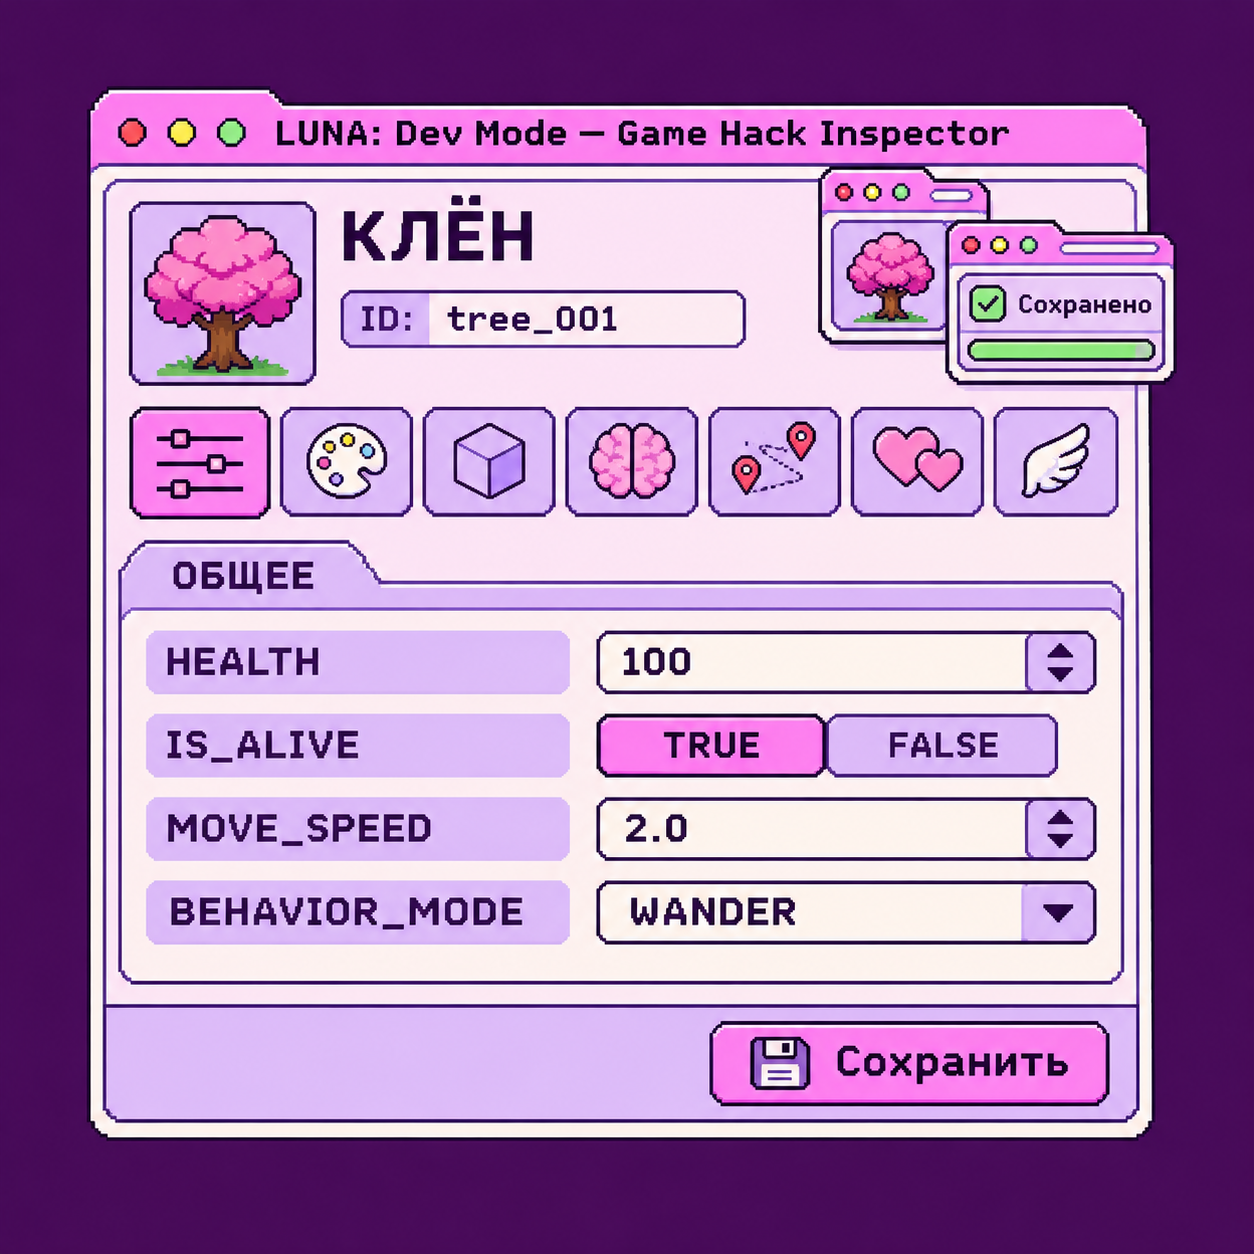 LUNA: Dev Mode — Game Hack Inspector
КЛЁН
ID: tree_001
Сохранено
ОБЩЕЕ
HEALTH 100
IS_ALIVE TRUE FALSE
MOVE_SPEED 2.0
BEHAVIOR_MODE WANDER
Сохранить